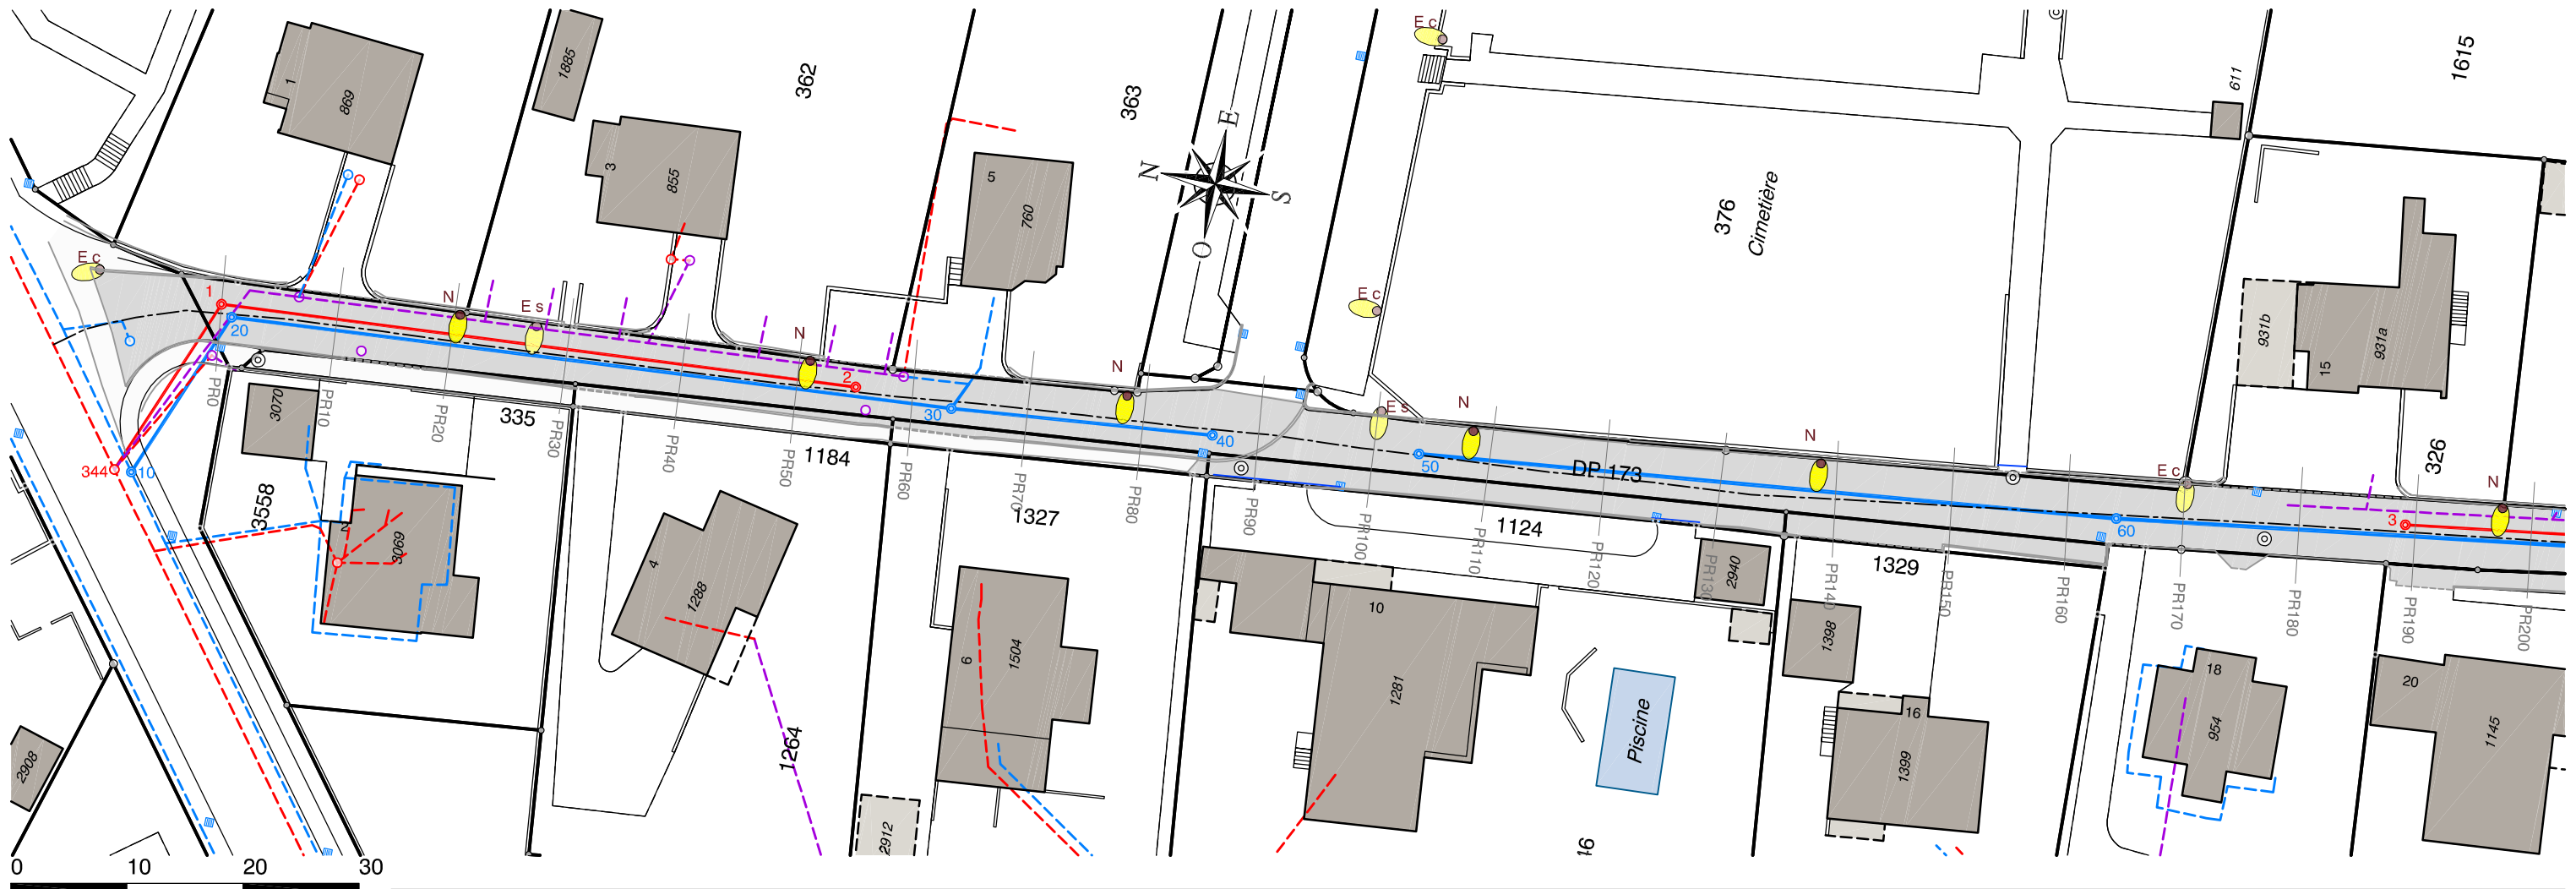 E c
1885
1615
1
869
362
363
611
3
855
5
760
E
N
S
O
376
Cimetière
E c
1
20
N
E s
N
2
N
E c
E s
N
N
E c
931b
931a
15
326
N
3
344
10
30
40
50
60
DP 173
PR0
PR10
PR20
PR30
PR40
PR50
PR60
PR70
PR80
PR90
PR100
PR110
PR120
PR130
PR140
PR150
PR160
PR170
PR180
PR190
PR200
3070
335
1184
1327
1124
1329
3558
2
3069
4
1288
1264
6
1504
2912
10
1281
Piscine
2940
1398
16
1399
18
954
20
1145
2908
46
0 10 20 30